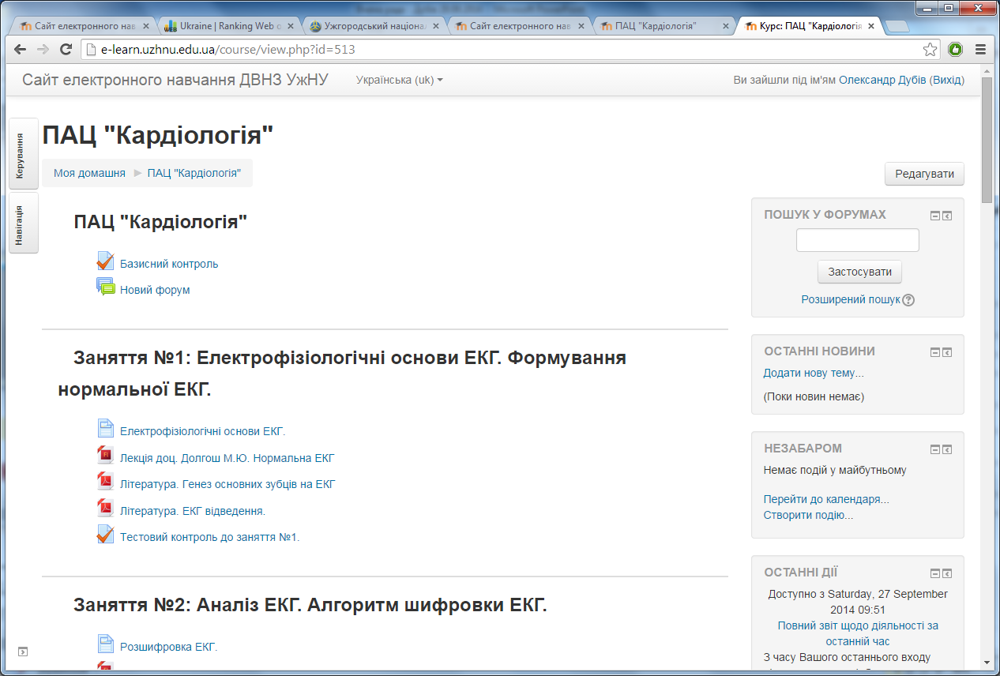 Сайт електронного нав
Ukraine | Ranking Web o
Ужгородський націонал
Сайт електронного нав
ПАЦ "Кардіологія"
Курс: ПАЦ "Кардіологія
e-learn.uzhnu.edu.ua/course/view.php?id=513
Сайт електронного навчання ДВНЗ УжНУ
Українська (uk)
Ви зайшли під ім'ям Олександр Дубів (Вихід)
Керування
Навігація
ПАЦ "Кардіологія"
Моя домашня ► ПАЦ "Кардіологія"
Редагувати
ПАЦ "Кардіологія"
Базисний контроль
Новий форум
Заняття №1: Електрофізіологічні основи ЕКГ. Формування
нормальної ЕКГ.
Електрофізіологічні основи ЕКГ.
Лекція доц. Долгош М.Ю. Нормальна ЕКГ
Література. Генез основних зубців на ЕКГ
Література. ЕКГ відведення.
Тестовий контроль до заняття №1.
Заняття №2: Аналіз ЕКГ. Алгоритм шифровки ЕКГ.
Розшифровка ЕКГ.
ПОШУК У ФОРУМАХ
Застосувати
Розширений пошук
ОСТАННІ НОВИНИ
Додати нову тему...
(Поки новин немає)
НЕЗАБАРОМ
Немає подій у майбутньому
Перейти до календаря...
Створити подію...
ОСТАННІ ДІЇ
Доступно з Saturday, 27 September
2014 09:51
Повний звіт щодо діяльності за
останній час
З часу Вашого останнього входу